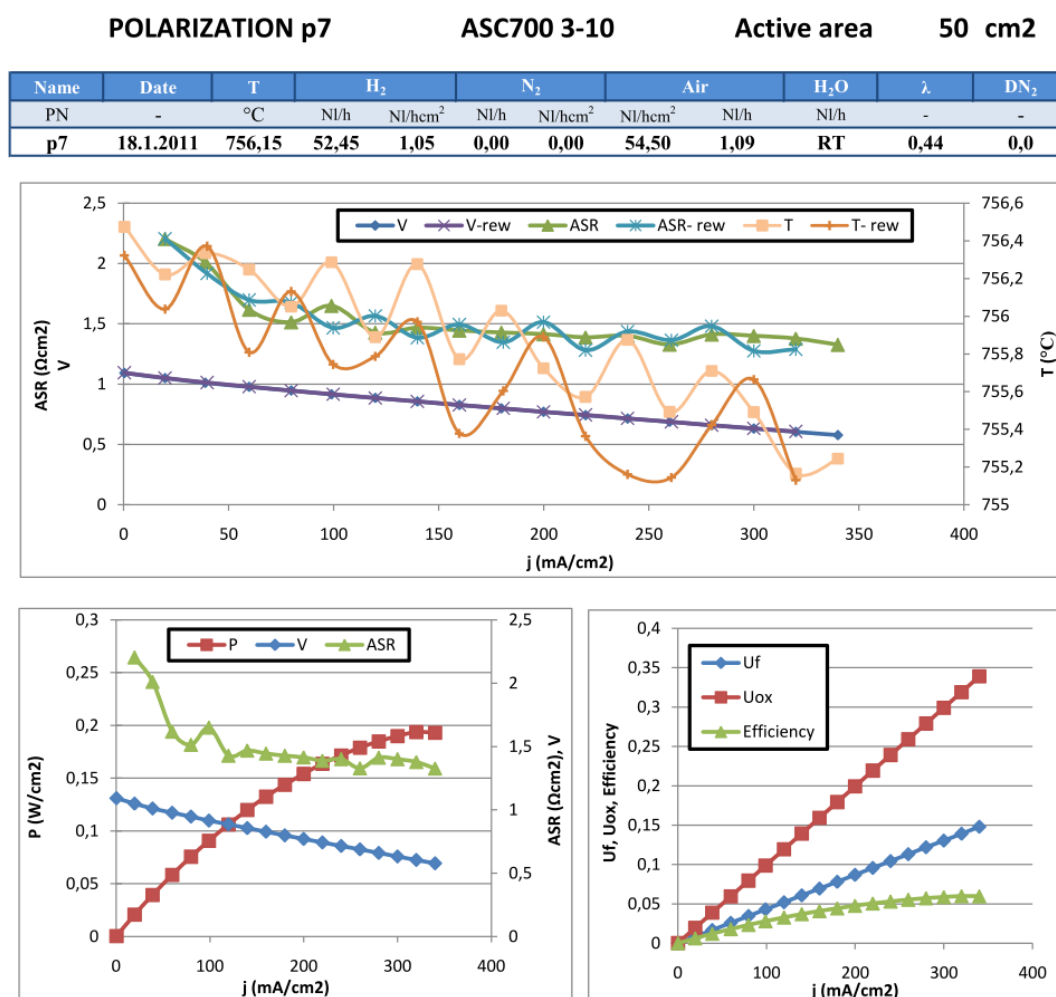 POLARIZATION p7 ASC700 3-10 Active area 50 cm2
Name Date T H₂ N₂ Air H₂O λ DN₂
PN - °C Nl/h Nl/hcm² Nl/h Nl/hcm² Nl/hcm² Nl/h Nl/h - -
p7 18.1.2011 756,15 52,45 1,05 0,00 0,00 54,50 1,09 RT 0,44 0,0
V V-rew ASR ASR- rew T T- rew
2,5 756,6
756,4
2 756,2
1,5 756
755,8
1 755,6
755,4
0,5 755,2
0 755
ASR (Ωcm2)
V
T (°C)
0 50 100 150 200 250 300 350 400
j (mA/cm2)
P V ASR
0,3 2,5
0,25 2
0,2 1,5
0,15
0,1 1
0,05 0,5
0 0
P (W/cm2)
ASR (Ωcm2), V
0 100 200 300 400
j (mA/cm2)
Uf
Uox
Efficiency
0,4
0,35
0,3
0,25
0,2
0,15
0,1
0,05
0
Uf, Uox, Efficiency
0 100 200 300 400
j (mA/cm2)